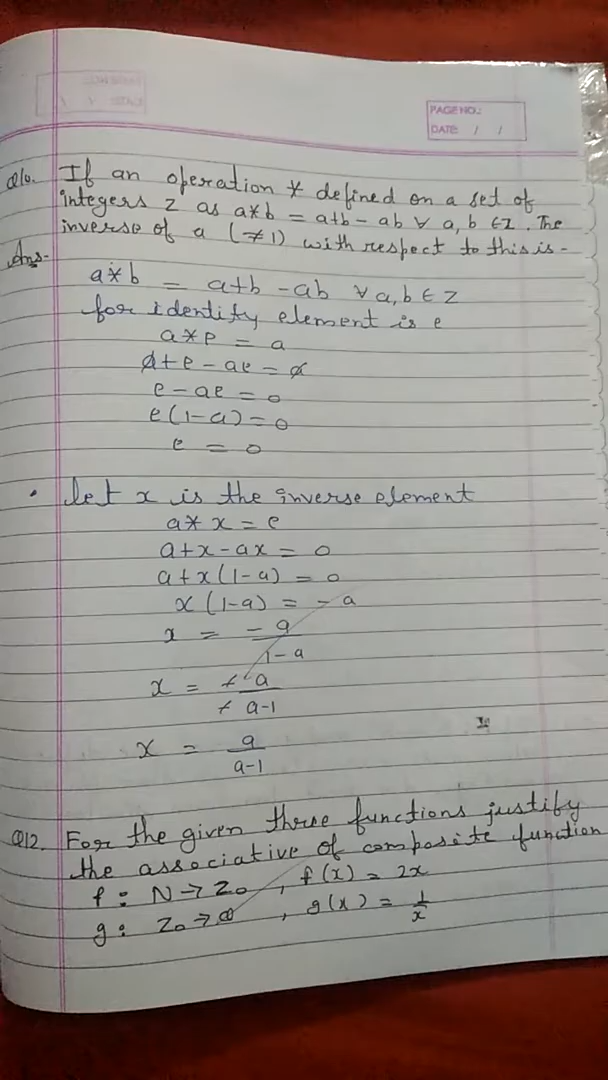 PAGE NO.:
DATE: / /
Q10. If an operation * defined on a set of
integers z as a*b = a+b - ab ∀ a, b ∈ Z. The
inverse of a (≠1) with respect to this is -
Ans-
a*b = a+b - ab ∀ a, b ∈ Z
for identity element is e
a*e = a
a+e - ae = a
e - ae = 0
e(1-a) = 0
e = 0
• let x is the inverse element
a* x = e
a+x - ax = 0
a+x(1-a) = 0
x(1-a) = -a
x = -a/1-a
x = +a/+ a-1
x = a/a-1
Q12. For the given three functions justify
the associative of composite function
f: N→Z₀, f(x) = 2x
g: Z₀→Q, g(x) = 1/x